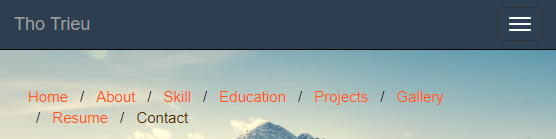 Tho Trieu
Home / About / Skill / Education / Projects / Gallery
/ Resume / Contact